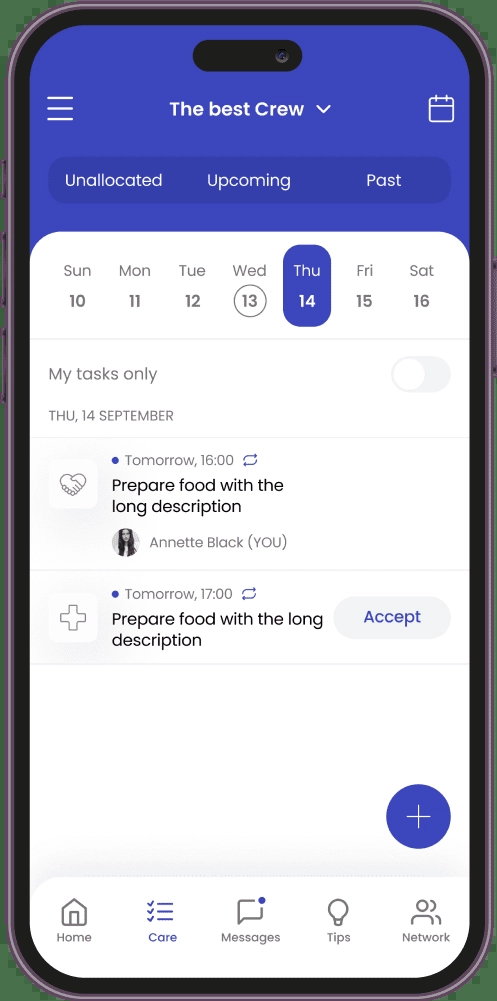 The best Crew
Unallocated Upcoming Past
Sun Mon Tue Wed Thu Fri Sat
10 11 12 13 14 15 16
My tasks only
THU, 14 SEPTEMBER
Tomorrow, 16:00
Prepare food with the
long description
Annette Black (YOU)
Tomorrow, 17:00
Prepare food with the long
description
Accept
Home Care Messages Tips Network